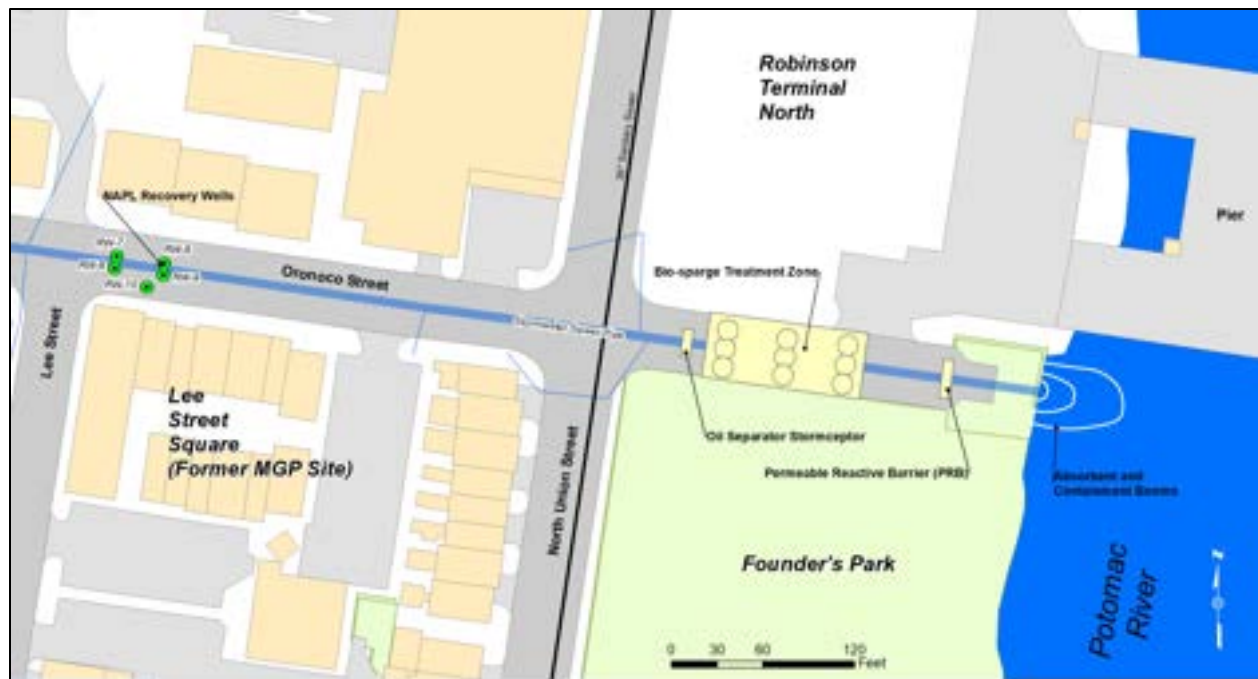 Robinson
Terminal
North
Pier
NAPL Recovery Wells
Oronoco Street
Bio-sparge Treatment Zone
Lee Street
Lee
Street
Square
(Former MGP Site)
North Union Street
Oil Separator Stormceptor
Permeable Reactive Barrier (PRB)
Absorbent and
Containment Booms
Founder's Park
Potomac
River
0 30 60 120
Feet